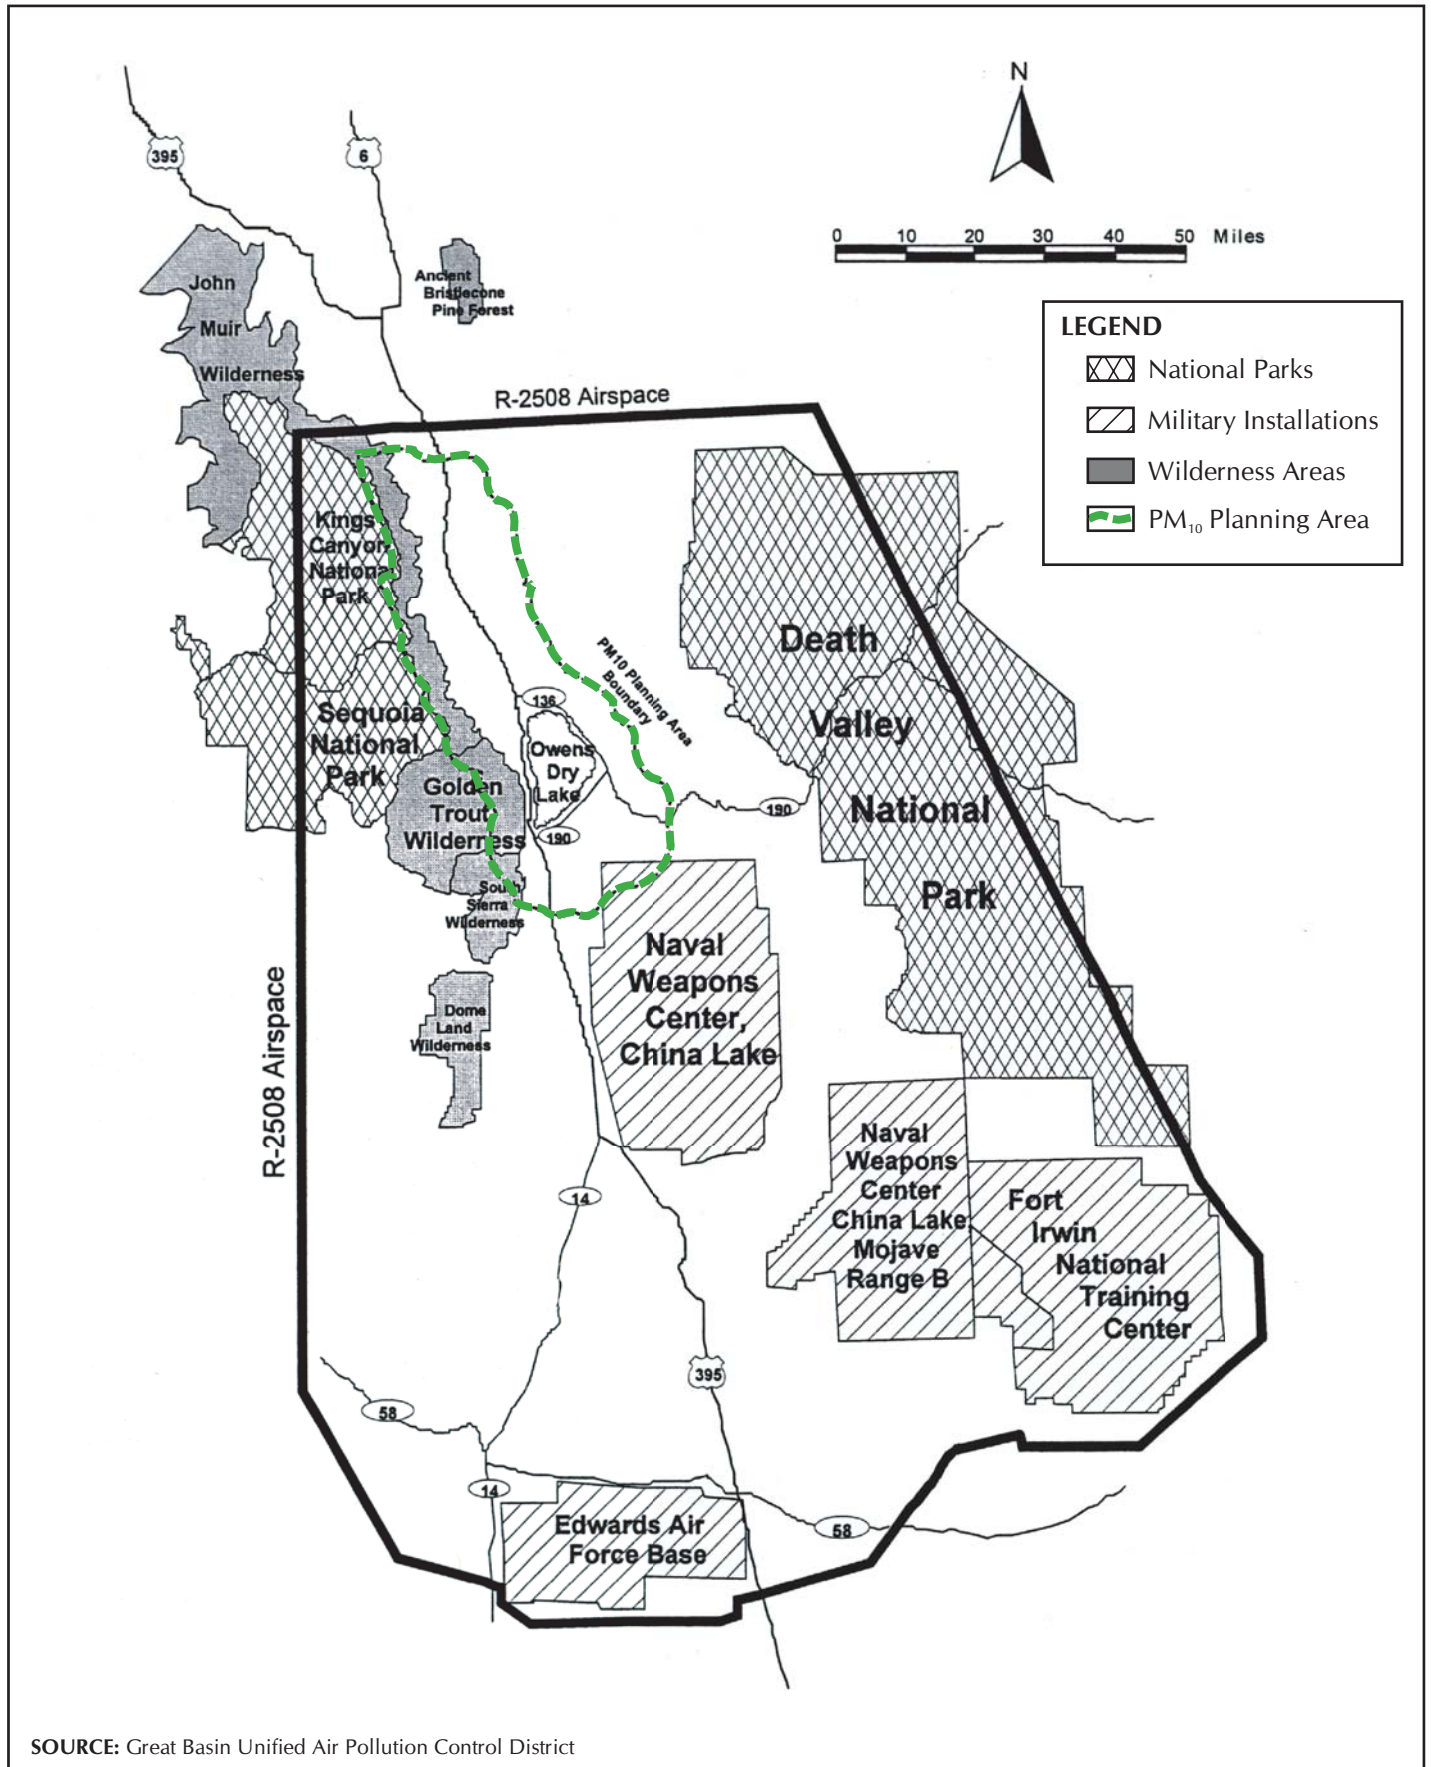 N
0 10 20 30 40 50 Miles
395
6
John
Muir
Wilderness
Ancient
Bristlecone
Pine Forest
LEGEND
National Parks
Military Installations
Wilderness Areas
PM10 Planning Area
R-2508 Airspace
Kings
Canyon
National
Park
PM10 Planning Area
Boundary
Death
Valley
National
Park
136
Sequoia
National
Park
Owens
Dry
Lake
Golden
Trout
Wilderness
190
190
South
Sierra
Wilderness
Naval
Weapons
Center,
China Lake
R-2508 Airspace
Dome
Land
Wilderness
Naval
Weapons
Center
China Lake,
Mojave
Range B
Fort
Irwin
National
Training
Center
14
395
58
14
Edwards Air
Force Base
58
SOURCE: Great Basin Unified Air Pollution Control District